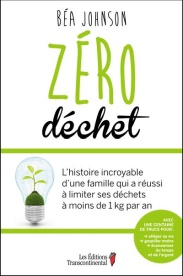 BÉA JOHNSON
ZÉRO
déchet
L'histoire incroyable
d'une famille qui a réussi
à limiter ses déchets
à moins de 1 kg par an
AVEC
UNE CENTAINE
DE TRUCS POUR :
alléger sa vie
gaspiller moins
économiser
du temps
et de l'argent
Les Éditions
Transcontinental